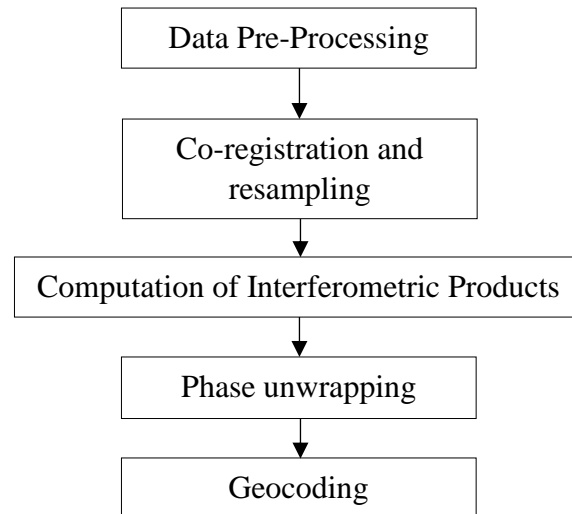 Data Pre-Processing
Co-registration and
resampling
Computation of Interferometric Products
Phase unwrapping
Geocoding